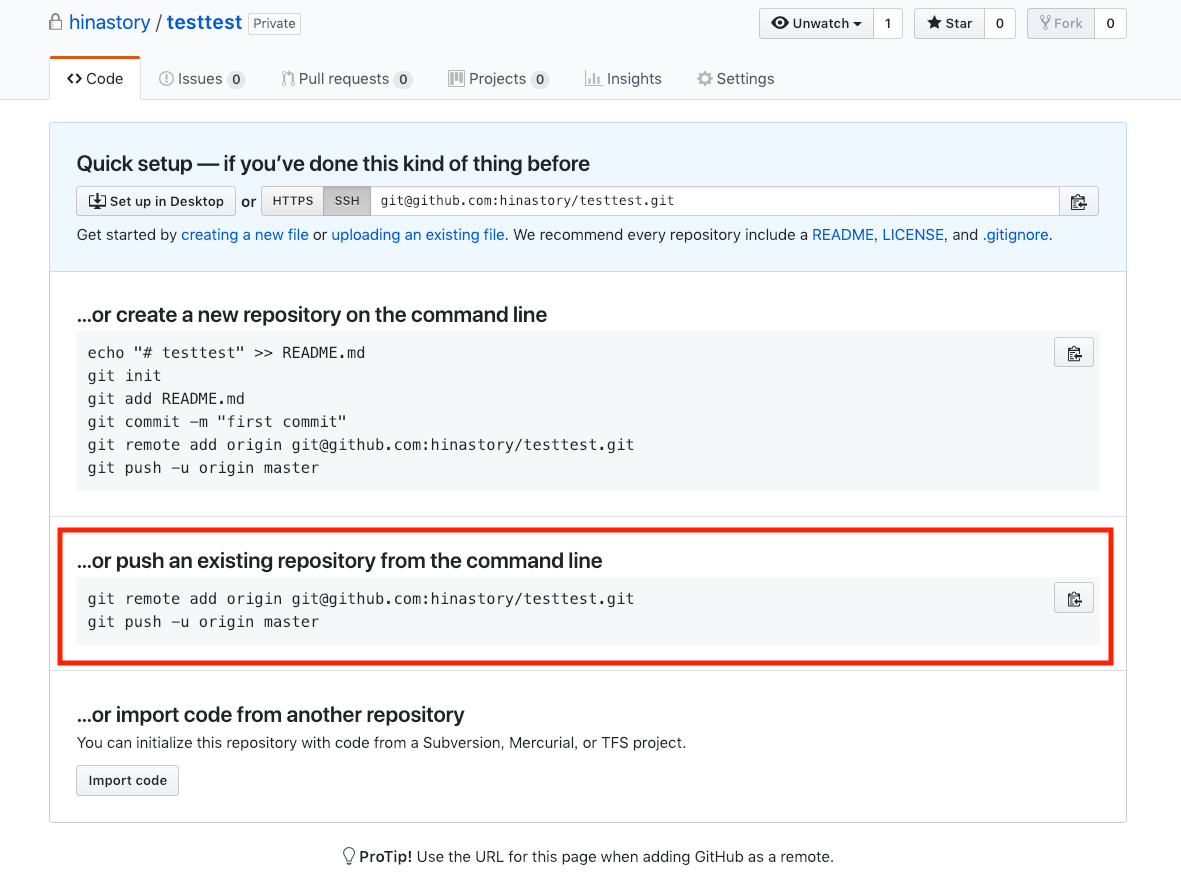 hinastory / testtest Private Unwatch 1 Star 0 Fork 0
Code Issues 0 Pull requests 0 Projects 0 Insights Settings
Quick setup — if you’ve done this kind of thing before
Set up in Desktop or HTTPS SSH git@github.com:hinastory/testtest.git
Get started by creating a new file or uploading an existing file. We recommend every repository include a README, LICENSE, and .gitignore.
…or create a new repository on the command line
echo "# testtest" >> README.md
git init
git add README.md
git commit -m "first commit"
git remote add origin git@github.com:hinastory/testtest.git
git push -u origin master
…or push an existing repository from the command line
git remote add origin git@github.com:hinastory/testtest.git
git push -u origin master
…or import code from another repository
You can initialize this repository with code from a Subversion, Mercurial, or TFS project.
Import code
ProTip! Use the URL for this page when adding GitHub as a remote.